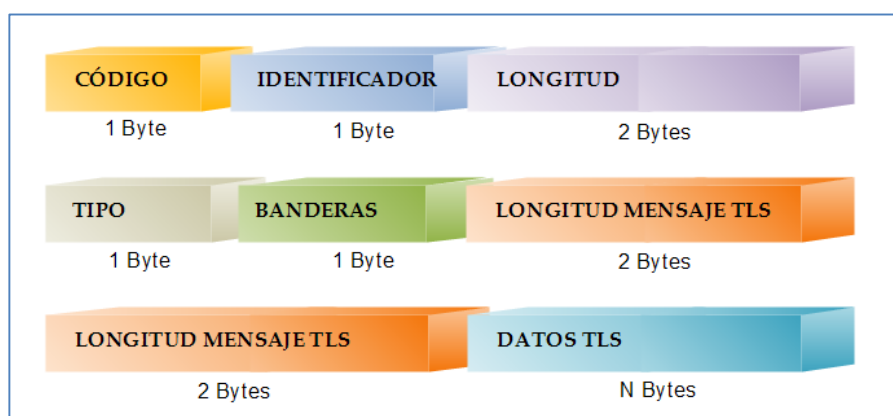 CÓDIGO IDENTIFICADOR LONGITUD
1 Byte 1 Byte 2 Bytes
TIPO BANDERAS LONGITUD MENSAJE TLS
1 Byte 1 Byte 2 Bytes
LONGITUD MENSAJE TLS DATOS TLS
2 Bytes N Bytes